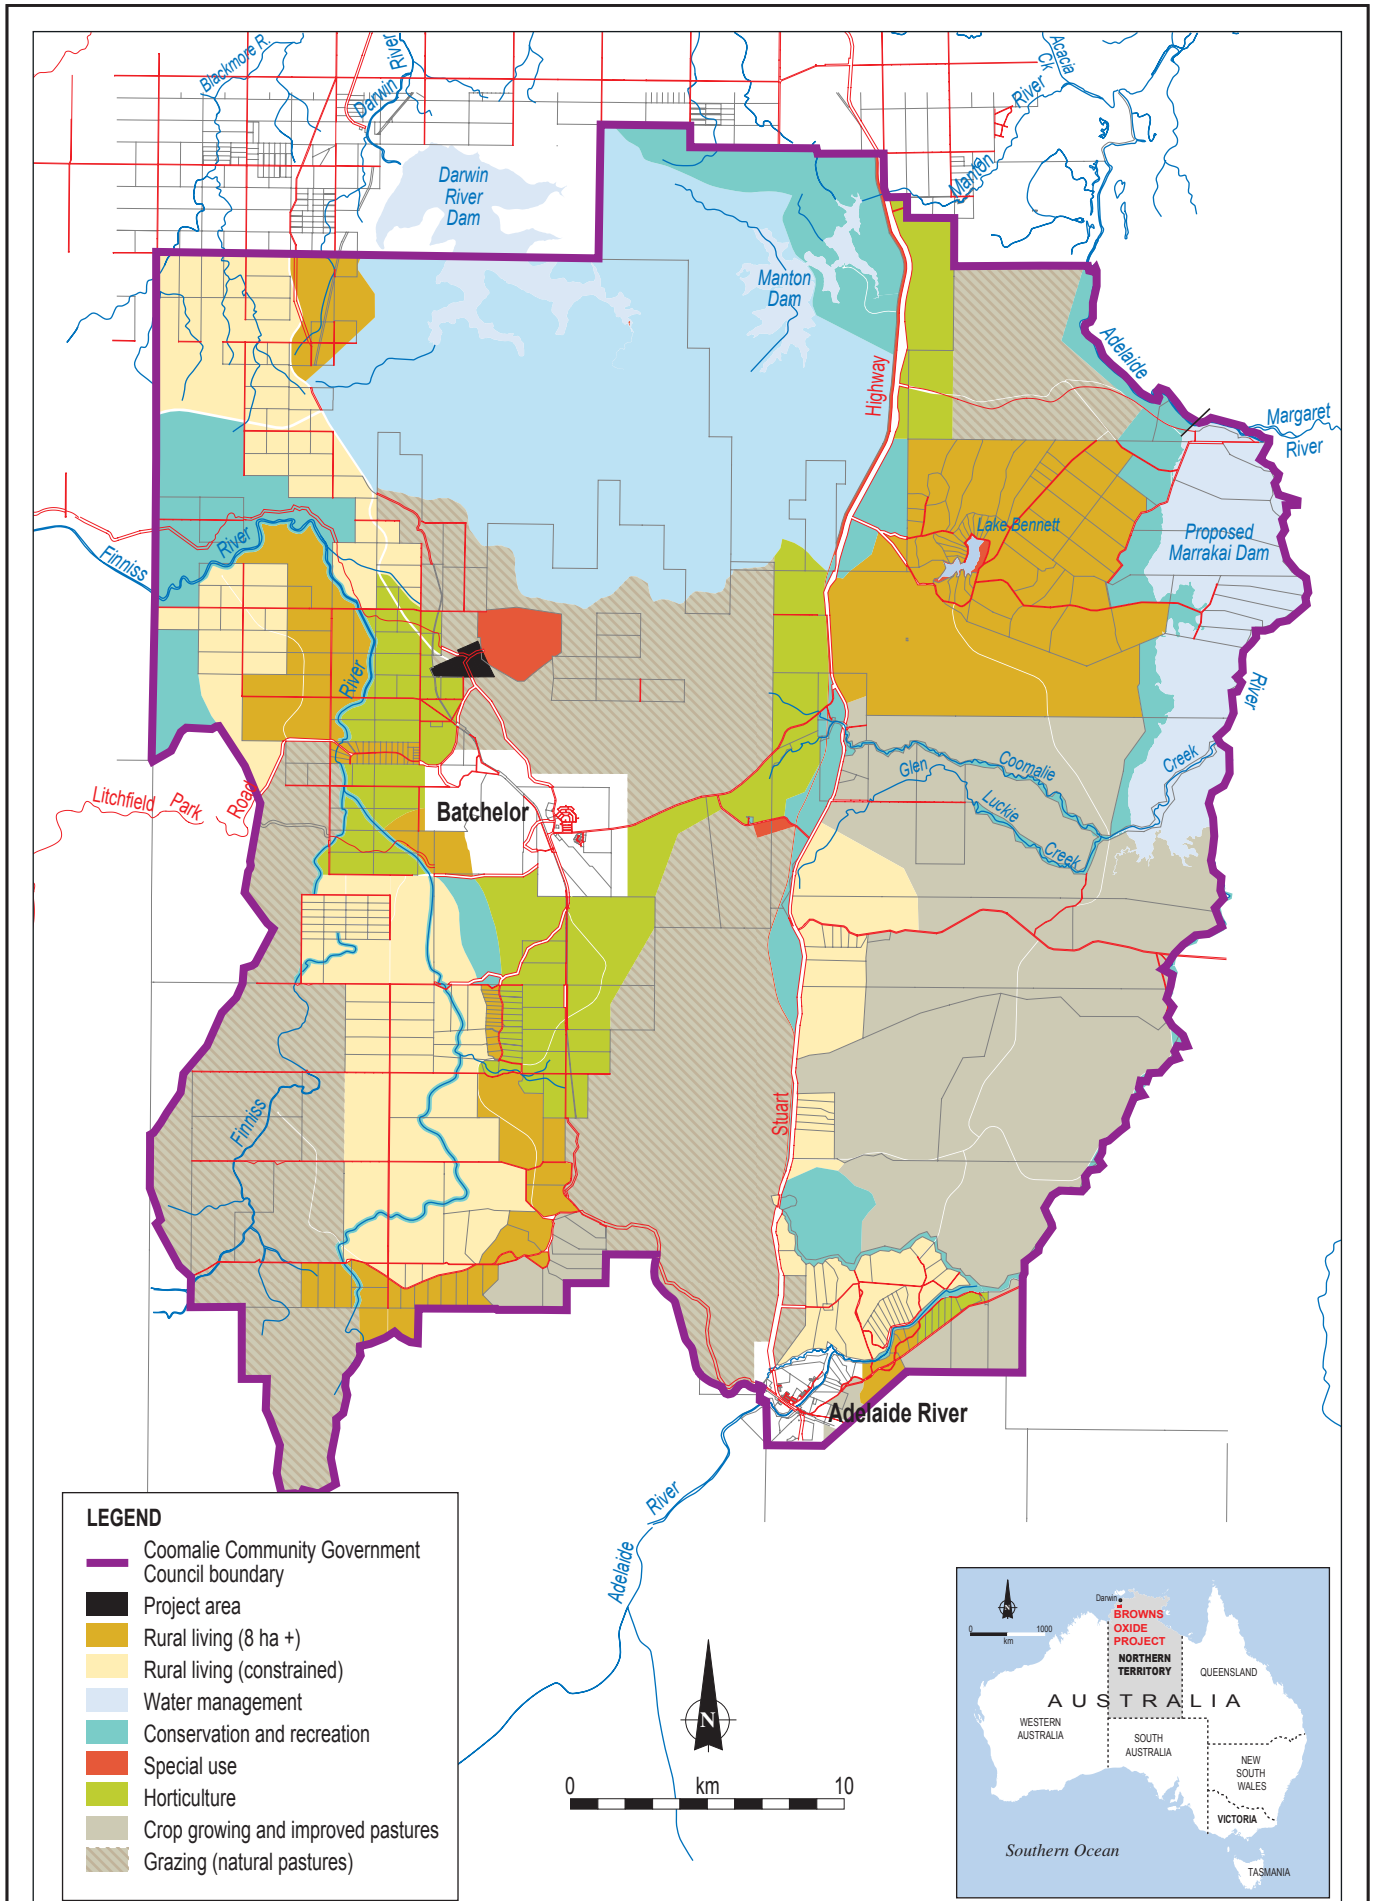 Blackmore R.
Darwin
River
Acacia
Ck
Manton
River
Darwin
River
Dam
Manton
Dam
Highway
Adelaide
Margaret
River
Finniss
River
Lake Bennett
Proposed
Marrakai Dam
River
River
Glen
Luckie
Creek
Coomalie
Creek
Litchfield
Park
Road
Batchelor
Finniss
Stuart
Adelaide River
River
Adelaide
LEGEND
Coomalie Community Government
Council boundary
Project area
Rural living (8 ha +)
Rural living (constrained)
Water management
Conservation and recreation
Special use
Horticulture
Crop growing and improved pastures
Grazing (natural pastures)
N
0 km 10
N
0 1000
km
Darwin
BROWNS
OXIDE
PROJECT
NORTHERN
TERRITORY
QUEENSLAND
AUSTRALIA
WESTERN
AUSTRALIA
SOUTH
AUSTRALIA
NEW
SOUTH
WALES
VICTORIA
Southern Ocean
TASMANIA